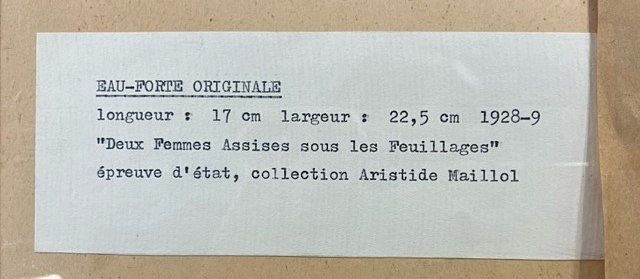 EAU-FORTE ORIGINALE
longueur : 17 cm largeur : 22,5 cm 1928-9
"Deux Femmes Assises sous les Feuillages"
épreuve d'état, collection Aristide Maillol